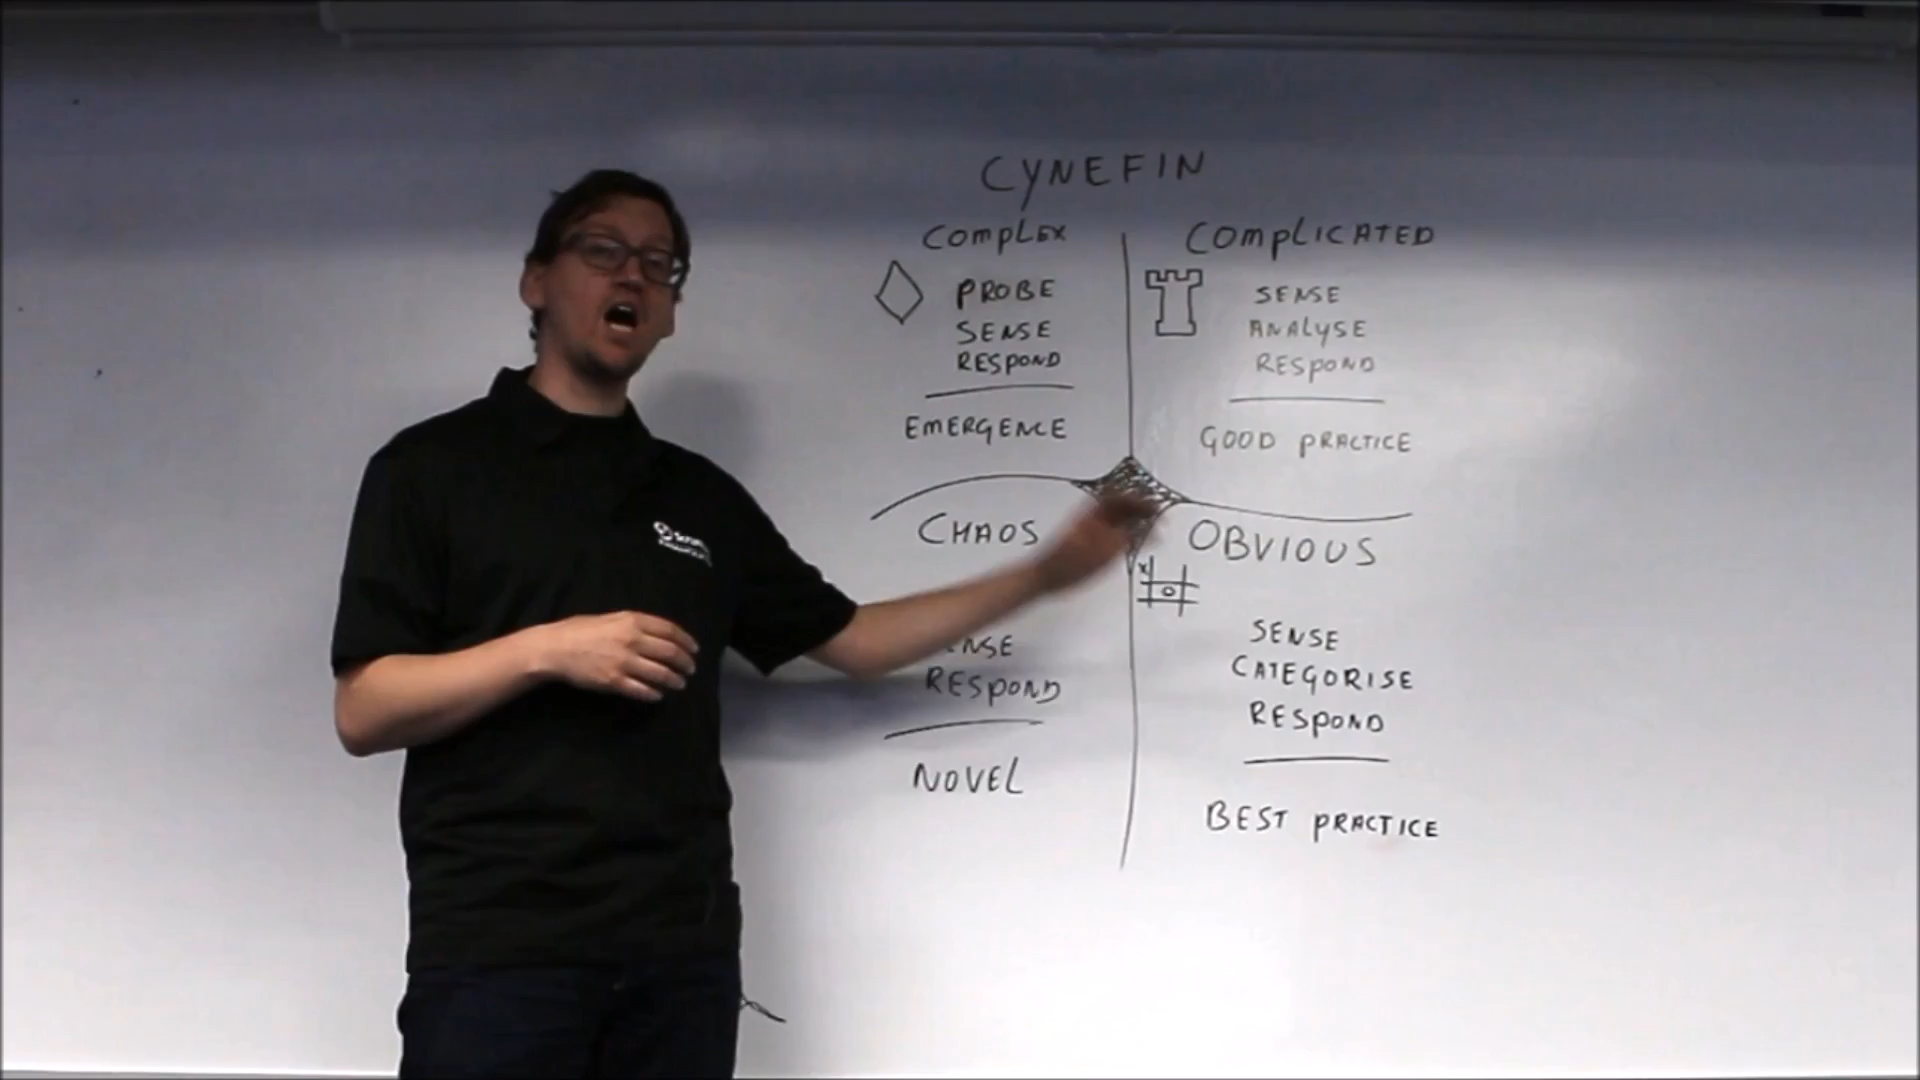 CYNEFIN
COMPLEX
PROBE
SENSE
RESPOND
EMERGENCE
COMPLICATED
SENSE
ANALYSE
RESPOND
GOOD PRACTICE
CHAOS
RESPOND
NOVEL
OBVIOUS
X
O
SENSE
CATEGORISE
RESPOND
BEST PRACTICE